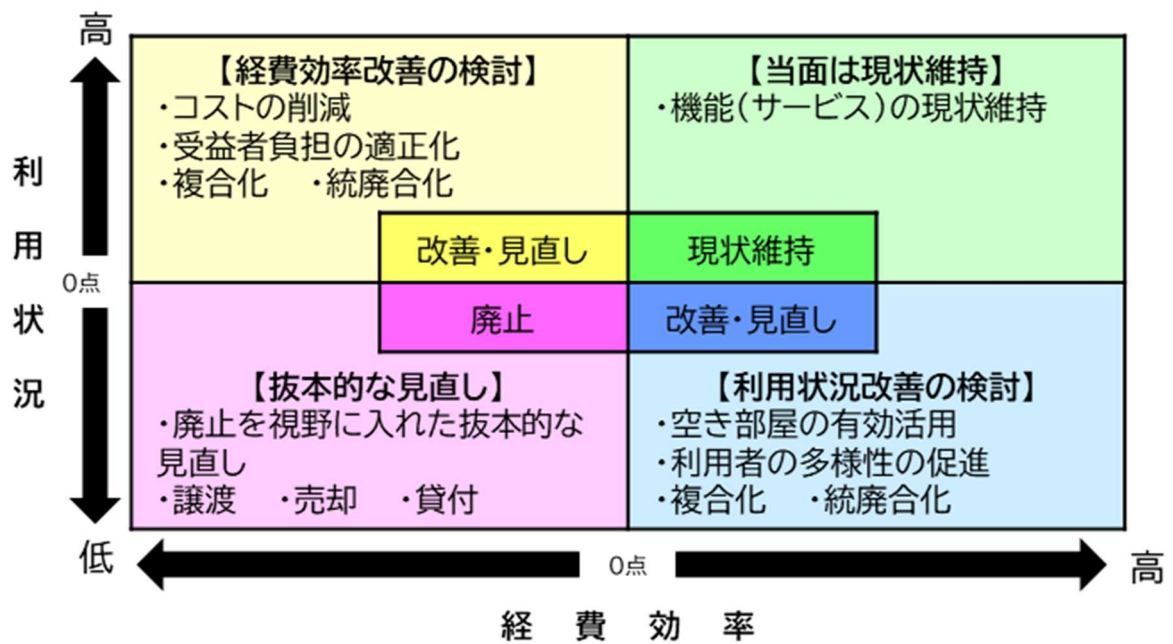 高
利用状況
0点
低
【経費効率改善の検討】
・コストの削減
・受益者負担の適正化
・複合化　・統廃合化
改善・見直し
【当面は現状維持】
・機能(サービス)の現状維持
現状維持
廃止
【抜本的な見直し】
・廃止を視野に入れた抜本的な
見直し
・譲渡　・売却　・貸付
改善・見直し
【利用状況改善の検討】
・空き部屋の有効活用
・利用者の多様性の促進
・複合化　・統廃合化
0点
高
経費効率